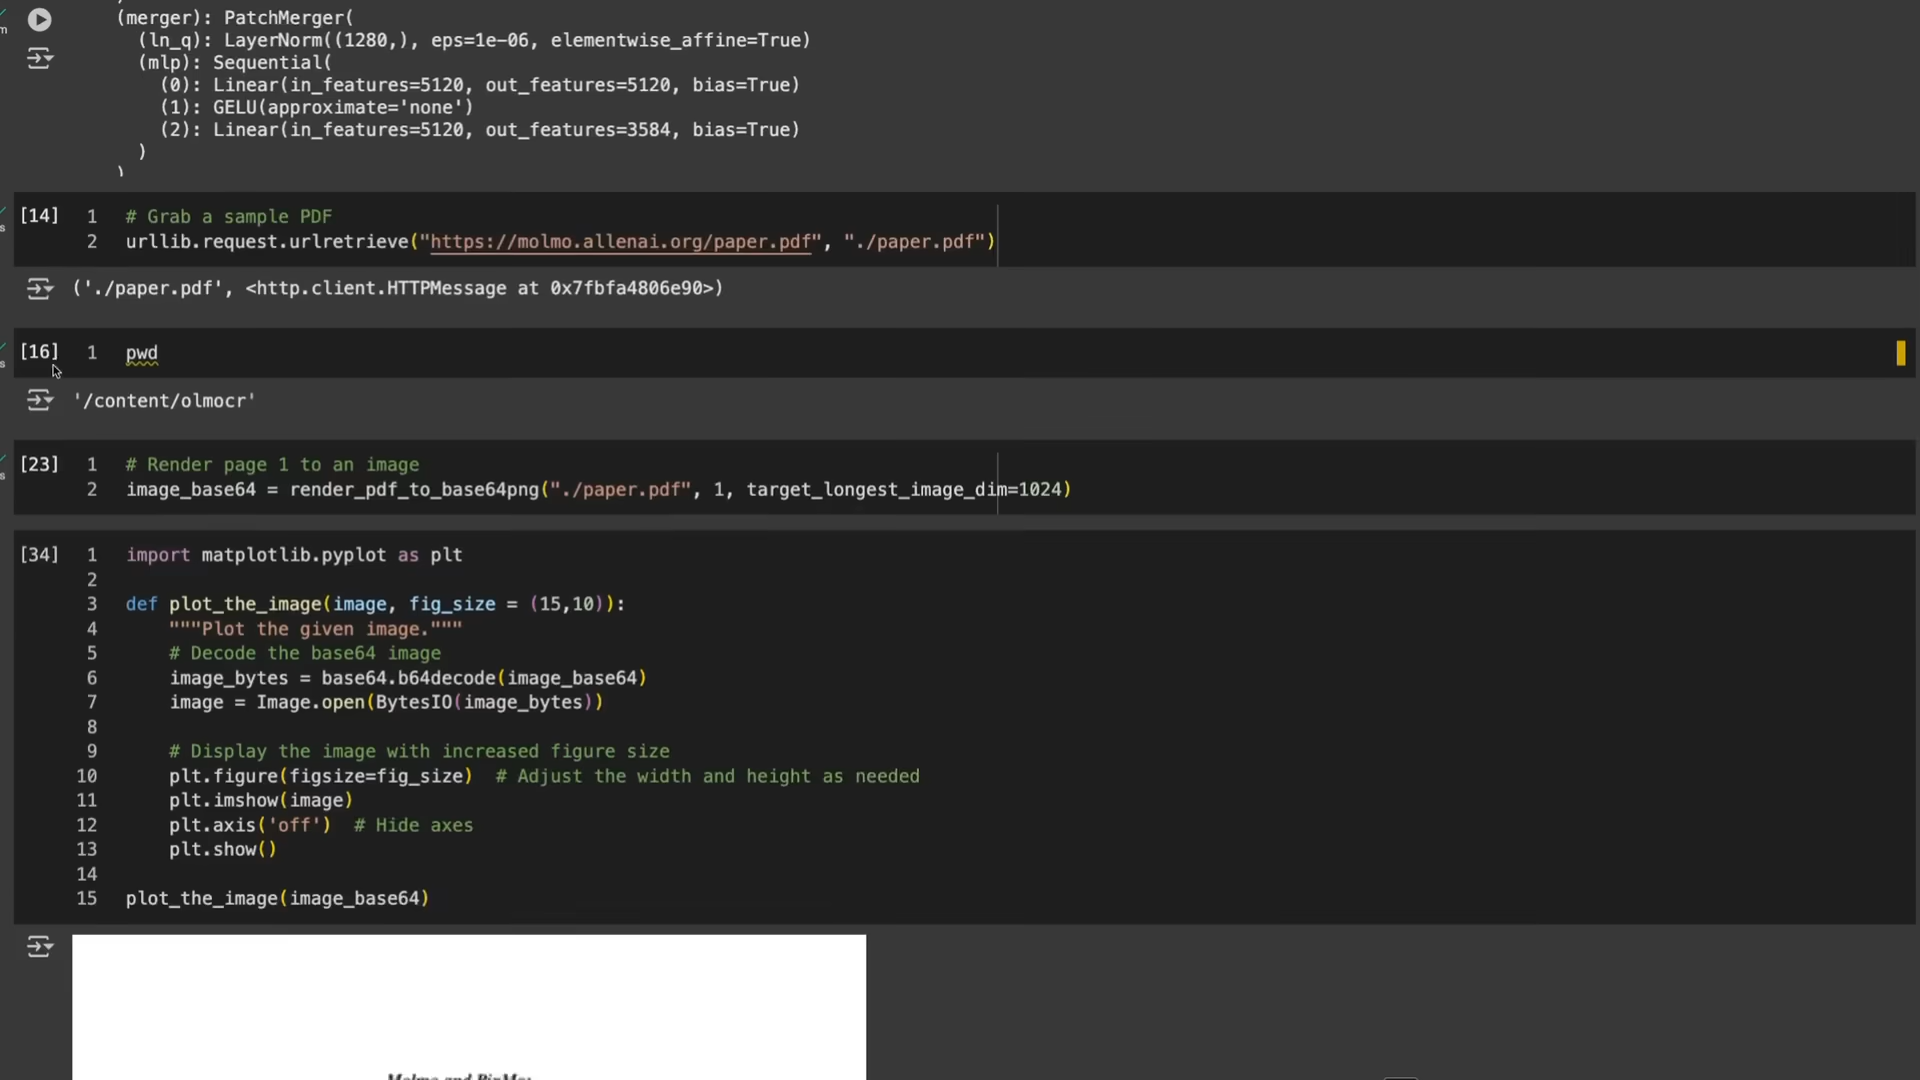 (merger): PatchMerger(
(ln_q): LayerNorm((1280,), eps=1e-06, elementwise_affine=True)
(mlp): Sequential(
(0): Linear(in_features=5120, out_features=5120, bias=True)
(1): GELU(approximate='none')
(2): Linear(in_features=5120, out_features=3584, bias=True)
)
)
[14] 1 # Grab a sample PDF
2 urllib.request.urlretrieve("https://molmo.allenai.org/paper.pdf", "./paper.pdf")
('./paper.pdf', <http.client.HTTPMessage at 0x7fbfa4806e90>)
[16] 1 pwd
'/content/olmocr'
[23] 1 # Render page 1 to an image
2 image_base64 = render_pdf_to_base64png("./paper.pdf", 1, target_longest_image_dim=1024)
[34] 1 import matplotlib.pyplot as plt
2
3 def plot_the_image(image, fig_size = (15,10)):
4 """Plot the given image."""
5 # Decode the base64 image
6 image_bytes = base64.b64decode(image_base64)
7 image = Image.open(BytesIO(image_bytes))
8
9 # Display the image with increased figure size
10 plt.figure(figsize=fig_size)  # Adjust the width and height as needed
11 plt.imshow(image)
12 plt.axis('off')  # Hide axes
13 plt.show()
14
15 plot_the_image(image_base64)